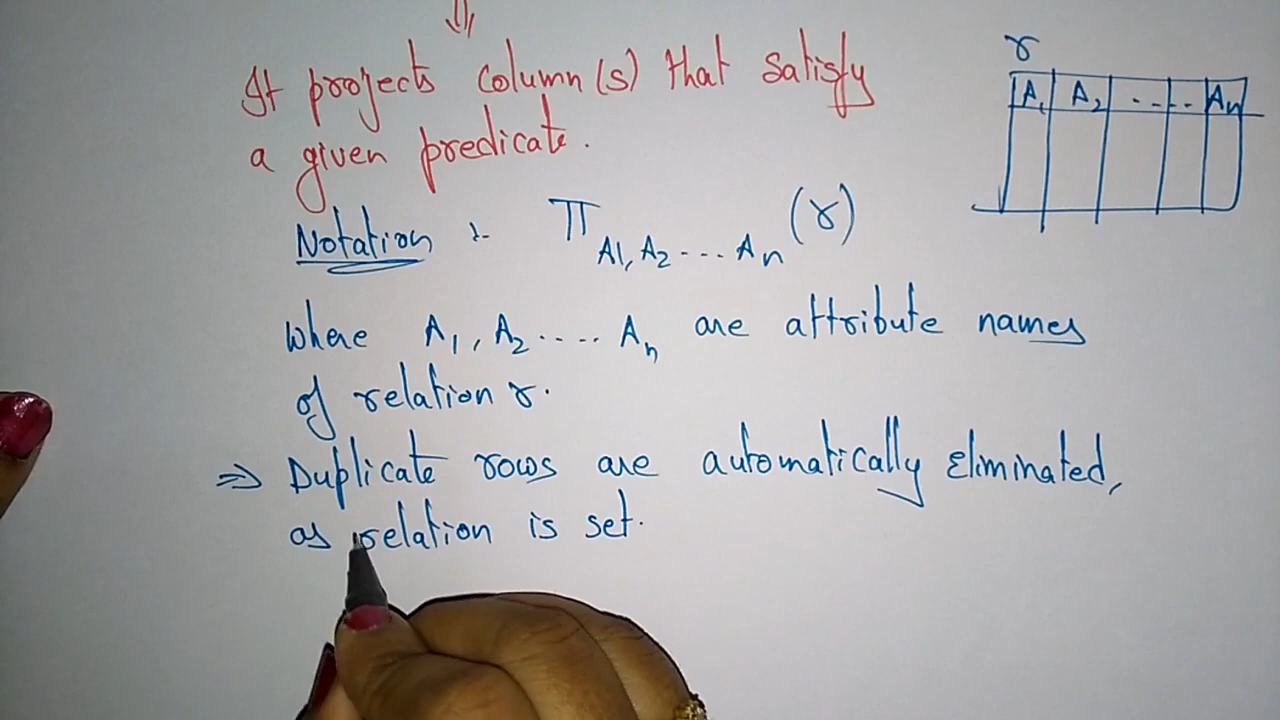 It projects column(s) that satisfy
a given predicate.
Notation :- π A1, A2 ... An (r)
where A1, A2 .... An are attribute names
of relation r.
⇒ Duplicate rows are automatically Eliminated,
as relation is set.
r
A1 A2 .... An